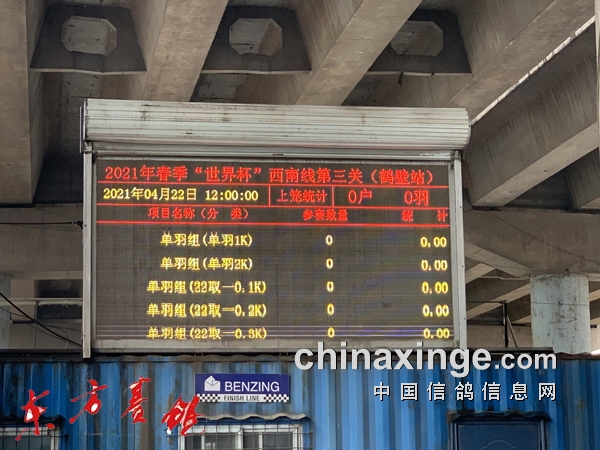 2021年春季“世界杯”西南线第三关(鹤壁站)
2021年04月22日 12:00:00 上笼统计 0户 0羽
项目名称(分 类) 参赛数量 统 计
单羽组(单羽1K) 0 0.00
单羽组(单羽2K) 0 0.00
单羽组(22取一0.1K) 0 0.00
单羽组(22取一0.2K) 0 0.00
单羽组(22取一0.3K) 0 0.00
chinaxinge.com
中国信鸽信息网
BENZING
FINISH LINE
东方喜鸽